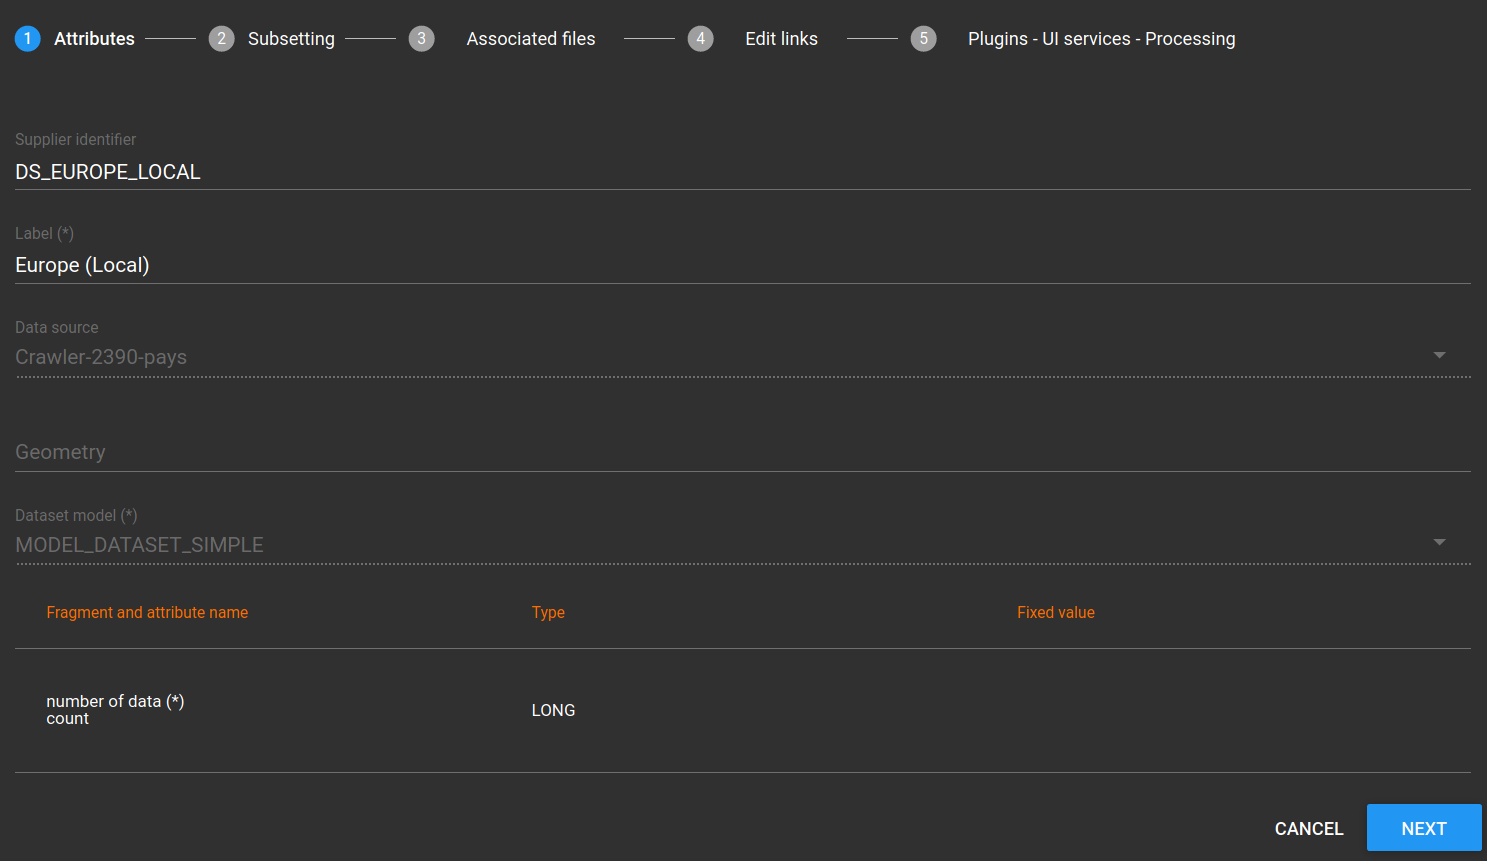 1 Attributes 2 Subsetting 3 Associated files 4 Edit links 5 Plugins - UI services - Processing
Supplier identifier
DS_EUROPE_LOCAL
Label (*)
Europe (Local)
Data source
Crawler-2390-pays
Geometry
Dataset model (*)
MODEL_DATASET_SIMPLE
Fragment and attribute name Type Fixed value
number of data (*)
count
LONG
CANCEL NEXT